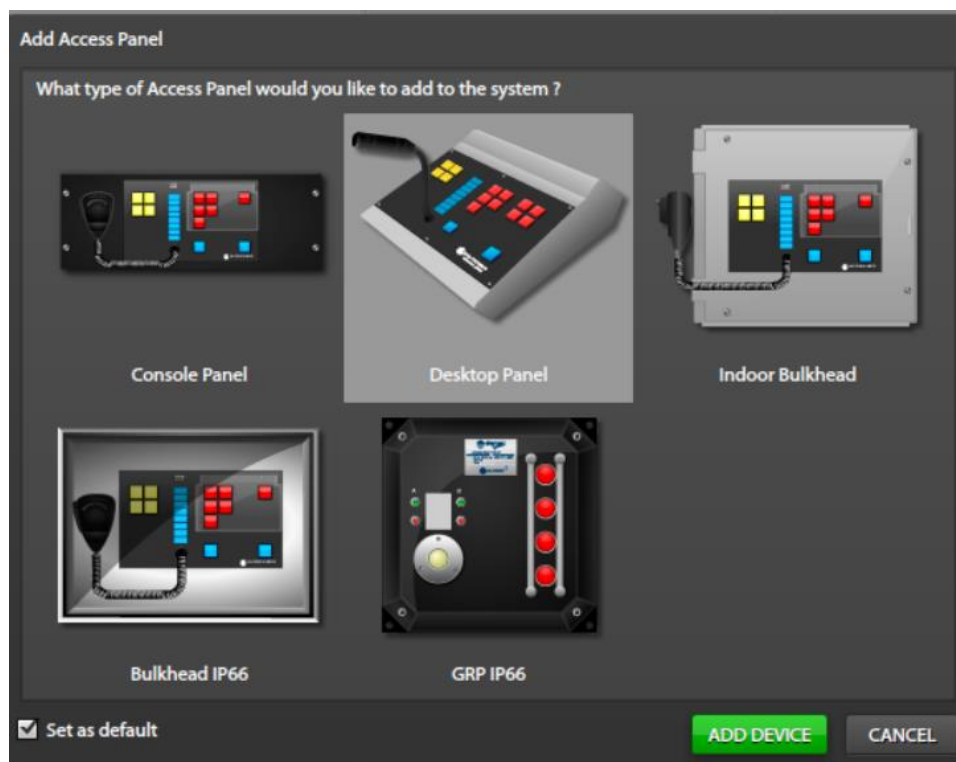 Add Access Panel
What type of Access Panel would you like to add to the system ?
Console Panel
Desktop Panel
Indoor Bulkhead
Bulkhead IP66
GRP IP66
Set as default
ADD DEVICE
CANCEL